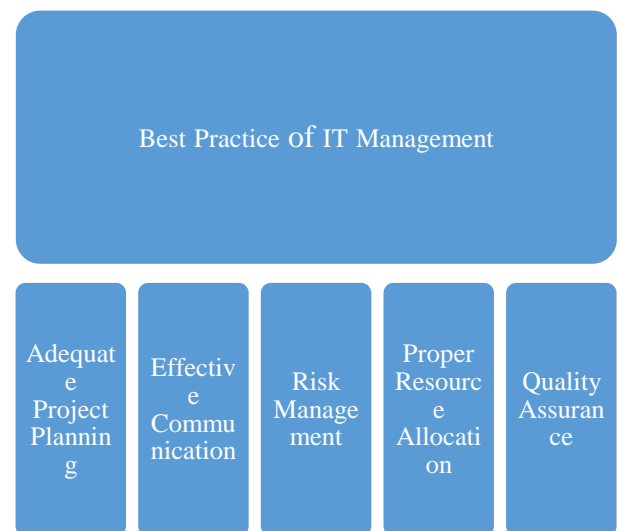 Best Practice of IT Management
Adequat
e
Project
Plannin
g
Effectiv
e
Commu
nication
Risk
Manage
ment
Proper
Resourc
e
Allocati
on
Quality
Assuran
ce